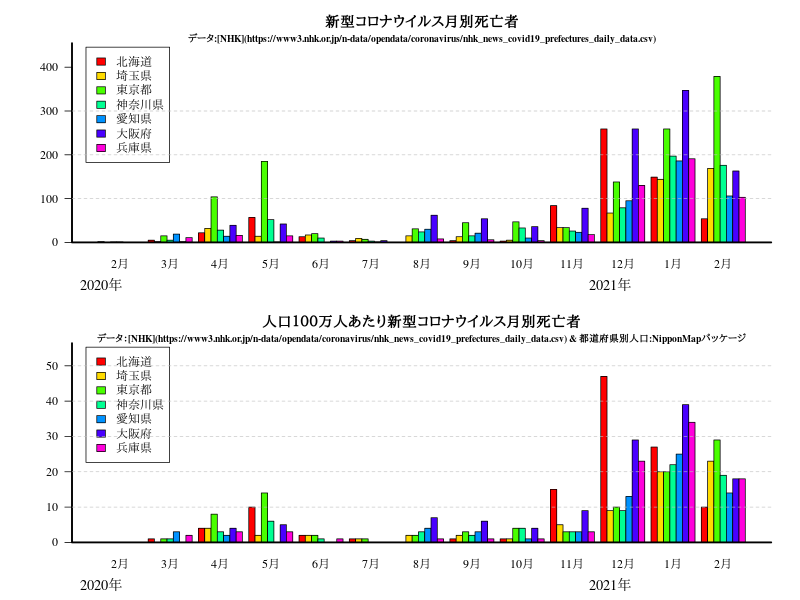 新型コロナウイルス月別死亡者
データ:[NHK](https://www3.nhk.or.jp/n-data/opendata/coronavirus/nhk_news_covid19_prefectures_daily_data.csv)
北海道
埼玉県
東京都
神奈川県
愛知県
大阪府
兵庫県
400
300
200
100
0
2月 3月 4月 5月 6月 7月 8月 9月 10月 11月 12月 1月 2月
2020年 2021年
人口100万人あたり新型コロナウイルス月別死亡者
データ:[NHK](https://www3.nhk.or.jp/n-data/opendata/coronavirus/nhk_news_covid19_prefectures_daily_data.csv) & 都道府県別人口:NipponMapパッケージ
北海道
埼玉県
東京都
神奈川県
愛知県
大阪府
兵庫県
50
40
30
20
10
0
2月 3月 4月 5月 6月 7月 8月 9月 10月 11月 12月 1月 2月
2020年 2021年